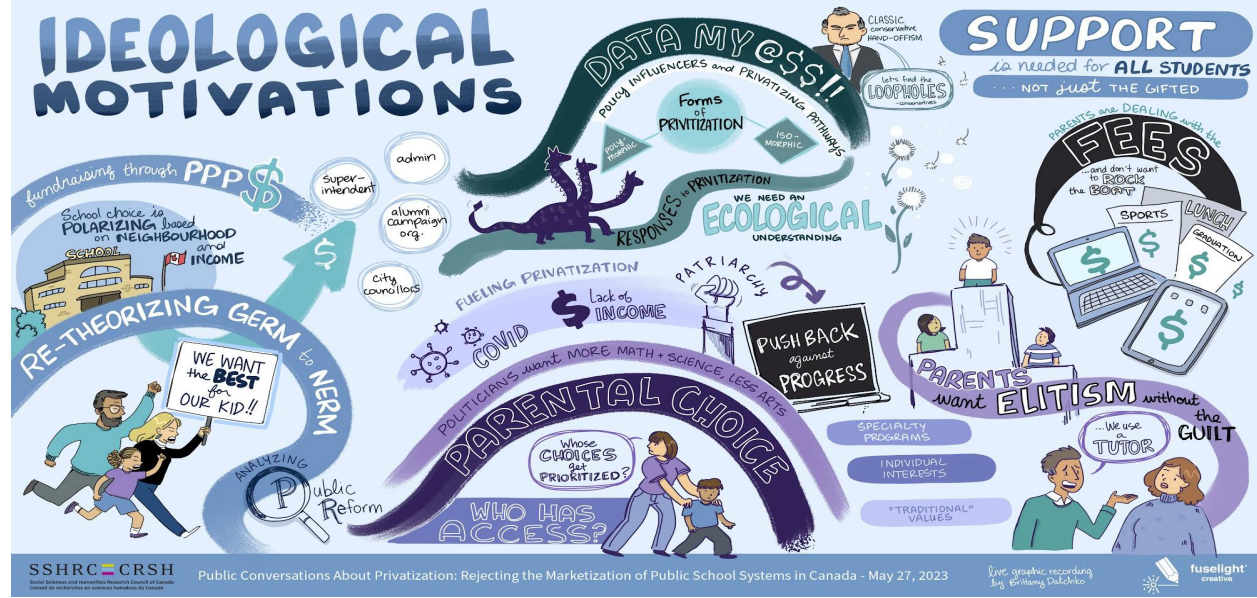 IDEOLOGICAL
MOTIVATIONS
fundraising through PPP$
School choice is
POLARIZING based
on NEIGHBOURHOOD
and
INCOME
SCHOOL
$
super-
intendent
admin
alumni
campaign
org.
city
councillors
RE-THEORIZING GERM to NERM
WE WANT
the BEST
for
OUR KID!!
ANALYZING
Public
Reform
DATA MY @$$!!
POLICY INFLUENCERS and PRIVATIZING PATHWAYS
Forms
of
PRIVITIZATION
POLY-
MORPHIC
ISO-
MORPHIC
RESPONSES to PRIVITIZATION
WE NEED AN
ECOLOGICAL
UNDERSTANDING
CLASSIC
conservative
HAND-OFFISM
let's find the
LOOPHOLES
-conservatives
FUELING PRIVATIZATION
COVID
$ Lack of
INCOME
PATRIARCHY
PUSH BACK
against
PROGRESS
POLITICIANS want MORE MATH + SCIENCE, LESS ARTS
PARENTAL CHOICE
Whose
CHOICES
get
PRIORITIZED?
WHO HAS
ACCESS?
SPECIALTY
PROGRAMS
INDIVIDUAL
INTERESTS
"TRADITIONAL"
VALUES
SUPPORT
is needed for ALL STUDENTS
...NOT just THE GIFTED
PARENTS are DEALING with the
FEES
...and don't want
to ROCK
the BOAT
SPORTS
$
LUNCH
GRADUATION
$
$
$
$
$
PARENTS
want ELITISM without
the
GUILT
...We use
a
TUTOR
SSHRC CRSH
Social Sciences and Humanities Research Council of Canada
Conseil de recherches en sciences humaines du Canada
Public Conversations About Privatization: Rejecting the Marketization of Public School Systems in Canada - May 27, 2023
live graphic recording
by Brittany Datchko
fuselight
creative